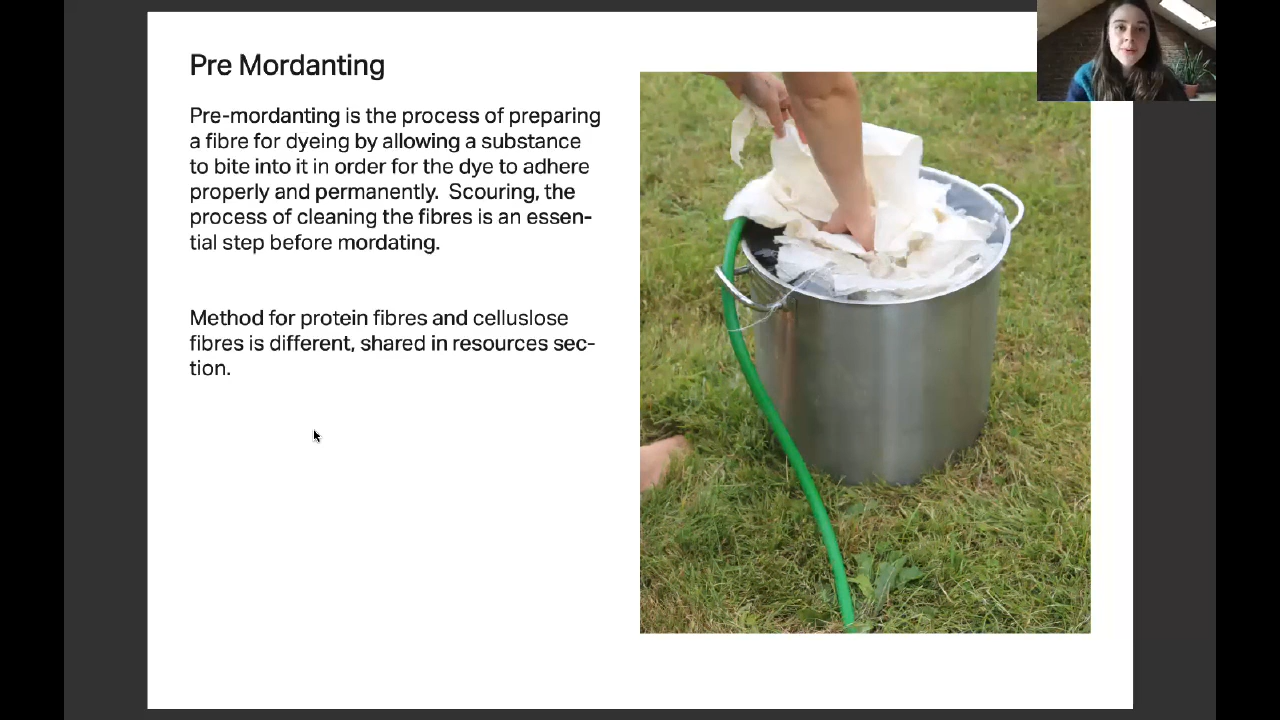 Pre Mordanting
Pre-mordanting is the process of preparing
a fibre for dyeing by allowing a substance
to bite into it in order for the dye to adhere
properly and permanently.  Scouring, the
process of cleaning the fibres is an essen-
tial step before mordating.
Method for protein fibres and celluslose
fibres is different, shared in resources sec-
tion.